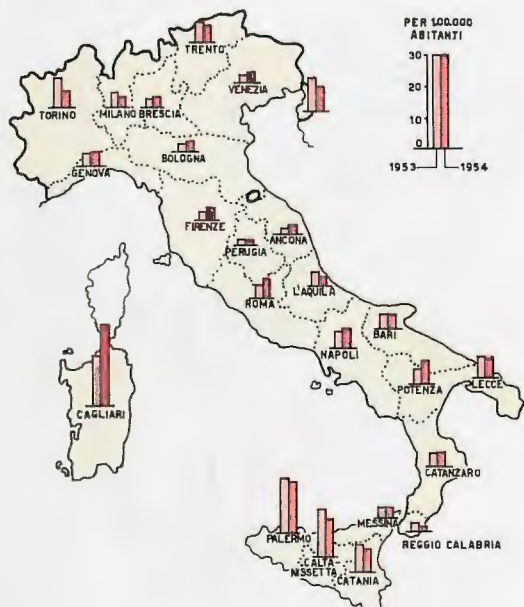 PER 100.000
ABITANTI
30
20
10
0
1953
1954
TRENTO
VENEZIA
TORINO
MILANO
BRESCIA
BOLOGNA
GENOVA
FIRENZE
ANCONA
PERUGIA
L'AQUILA
ROMA
BARI
NAPOLI
LECCE
POTENZA
CAGLIARI
CATANZARO
MESSINA
PALERMO
REGGIO CALABRIA
CALTA-
NISSETTA
CATANIA